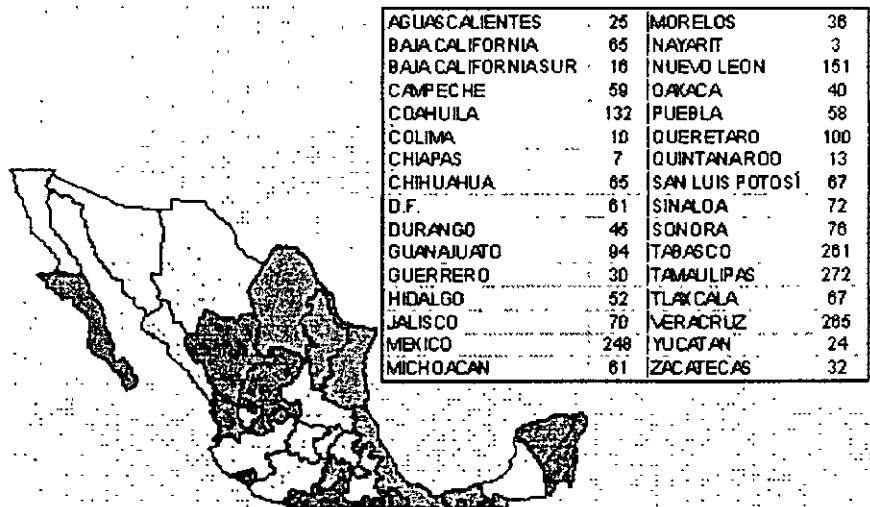 AGUASCALIENTES 25 MORELOS 36
BAJA CALIFORNIA 65 NAYARIT 3
BAJA CALIFORNIA SUR 16 NUEVO LEON 151
CAMPECHE 59 OAXACA 40
COAHUILA 132 PUEBLA 58
COLIMA 10 QUERETARO 100
CHIAPAS 7 QUINTANA ROO 13
CHIHUAHUA 65 SAN LUIS POTOSÍ 67
D.F. 61 SINALOA 72
DURANGO 45 SONORA 76
GUANAJUATO 94 TABASCO 261
GUERRERO 30 TAMAULIPAS 272
HIDALGO 52 TLAXCALA 67
JALISCO 70 VERACRUZ 265
MEXICO 248 YUCATAN 24
MICHOACAN 61 ZACATECAS 32